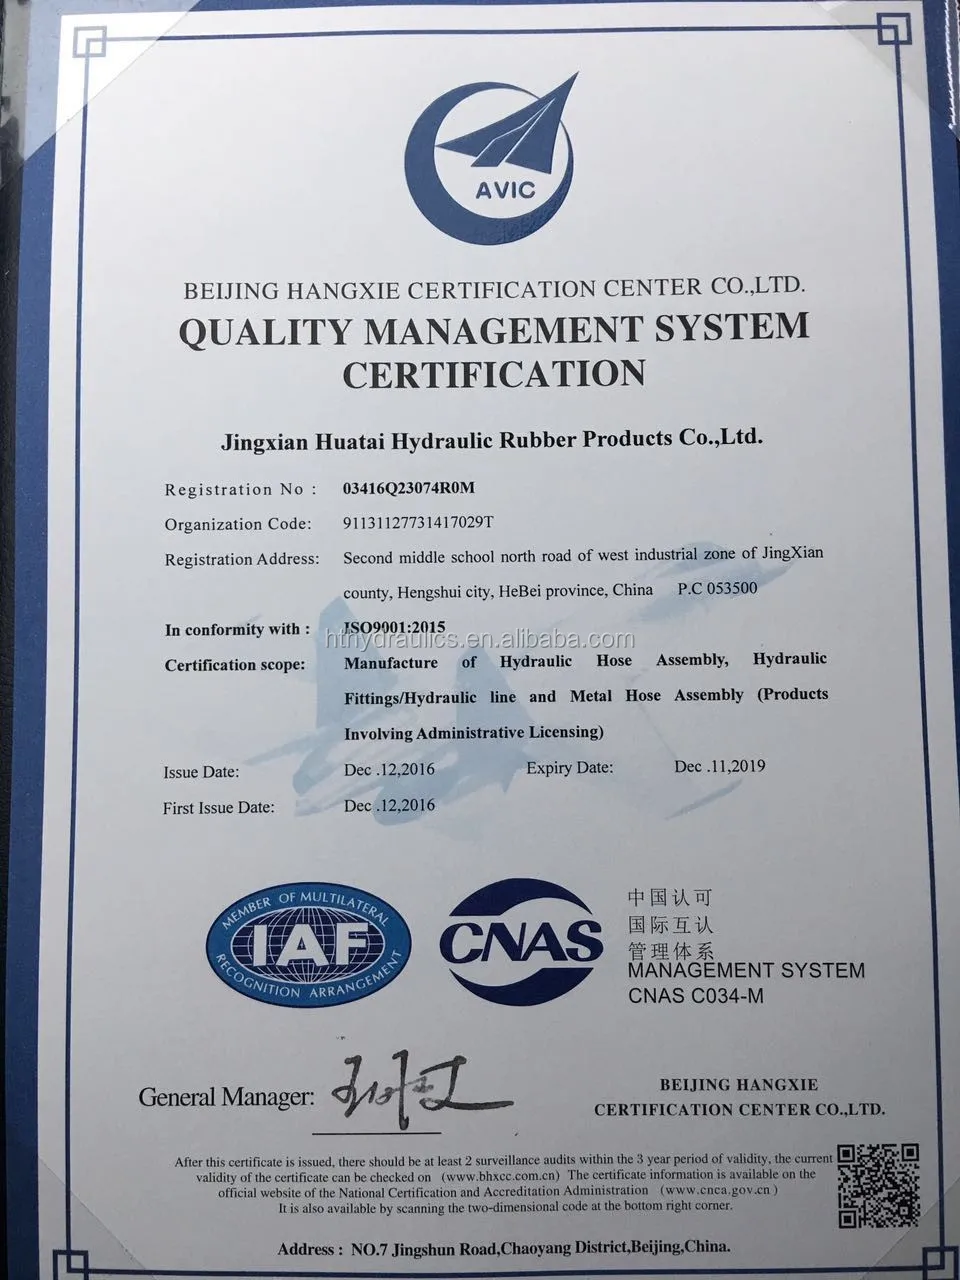 AVIC
BEIJING HANGXIE CERTIFICATION CENTER CO.,LTD.
QUALITY MANAGEMENT SYSTEM
CERTIFICATION
Jingxian Huatai Hydraulic Rubber Products Co.,Ltd.
Registration No : 03416Q23074R0M
Organization Code: 91131127731417029T
Registration Address: Second middle school north road of west industrial zone of JingXian
county, Hengshui city, HeBei province, China P.C 053500
In conformity with : ISO9001:2015
hthydraulics.en.alibaba.com
Certification scope: Manufacture of Hydraulic Hose Assembly, Hydraulic
Fittings/Hydraulic line and Metal Hose Assembly (Products
Involving Administrative Licensing)
Issue Date: Dec .12,2016 Expiry Date: Dec .11,2019
First Issue Date: Dec .12,2016
MEMBER OF MULTILATERAL
IAF
RECOGNITION ARRANGEMENT
CNAS
中国认可
国际互认
管理体系
MANAGEMENT SYSTEM
CNAS C034-M
General Manager:
BEIJING HANGXIE
CERTIFICATION CENTER CO.,LTD.
After this certificate is issued, there should be at least 2 surveillance audits within the 3 year period of validity, the current
validity of the certificate can be checked on （www.bhxcc.com.cn）The certificate information is available on the
official website of the National Certification and Accreditation Administration （www.cnca.gov.cn）
It is also available by scanning the two-dimensional code at the bottom right corner.
Address : NO.7 Jingshun Road,Chaoyang District,Beijing,China.